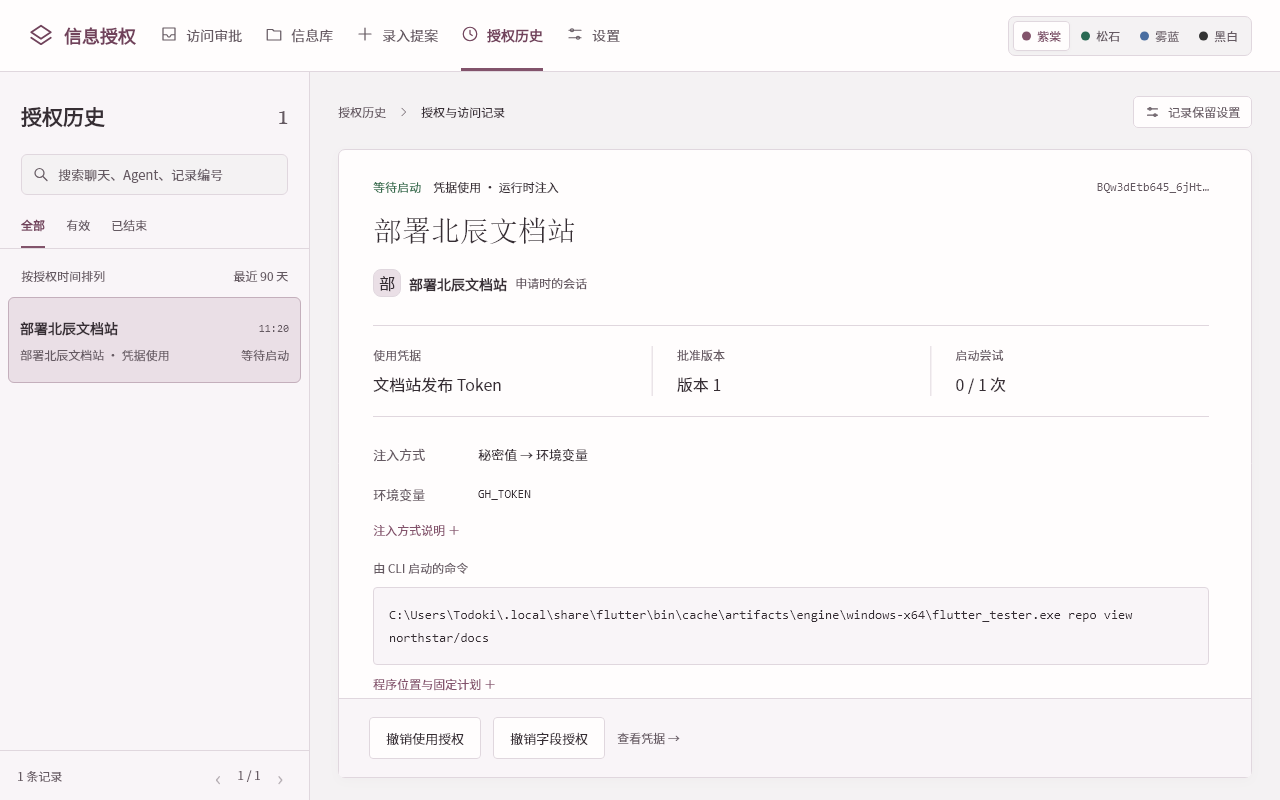 信息授权
访问审批
信息库
录入提案
授权历史
设置
紫棠
松石
雾蓝
黑白
授权历史
1
搜索聊天、Agent、记录编号
全部
有效
已结束
按授权时间排列
最近 90 天
部署北辰文档站
11:20
部署北辰文档站 · 凭据使用
等待启动
1 条记录
‹
1 / 1
›
授权历史 > 授权与访问记录
记录保留设置
等待启动 凭据使用 · 运行时注入
BQw3dEtb645_6jHt…
部署北辰文档站
部 部署北辰文档站 申请时的会话
使用凭据
文档站发布 Token
批准版本
版本 1
启动尝试
0 / 1 次
注入方式 秘密值 → 环境变量
环境变量 GH_TOKEN
注入方式说明 +
由 CLI 启动的命令
C:\Users\Todoki\.local\share\flutter\bin\cache\artifacts\engine\windows-x64\flutter_tester.exe repo view
northstar/docs
程序位置与固定计划 +
撤销使用授权
撤销字段授权
查看凭据 →